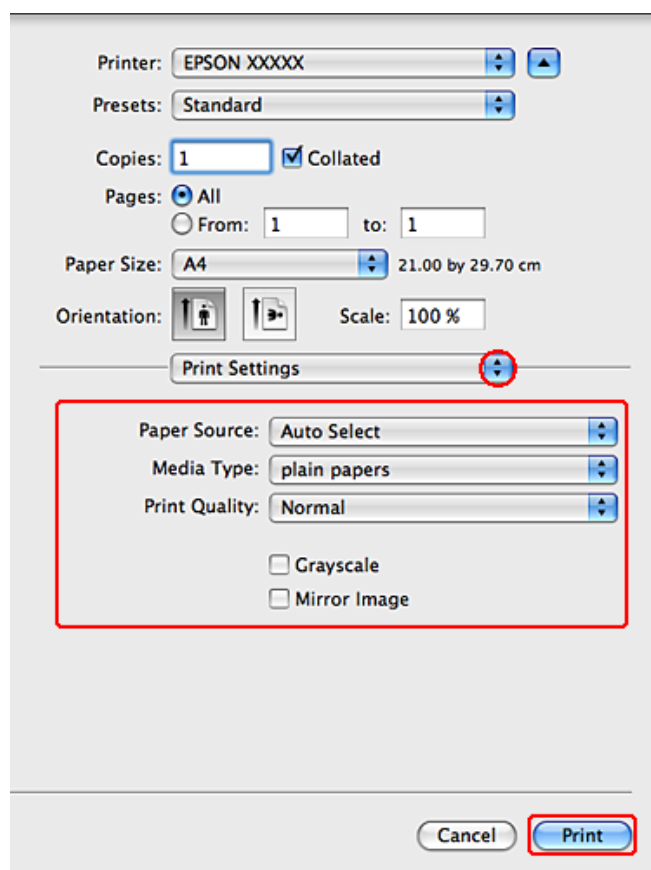 Printer: EPSON XXXXX
Presets: Standard
Copies: 1 Collated
Pages: All
From: 1 to: 1
Paper Size: A4 21.00 by 29.70 cm
Orientation: Scale: 100 %
Print Settings
Paper Source: Auto Select
Media Type: plain papers
Print Quality: Normal
Grayscale
Mirror Image
Cancel Print